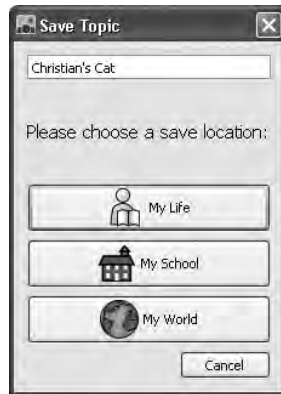 Save Topic
Christian's Cat
Please choose a save location:
My Life
My School
My World
Cancel